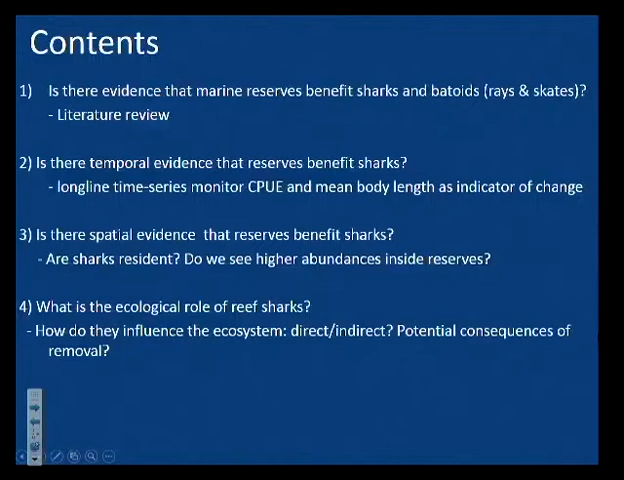 Contents
1) Is there evidence that marine reserves benefit sharks and batoids (rays & skates)?
- Literature review
2) Is there temporal evidence that reserves benefit sharks?
- longline time-series monitor CPUE and mean body length as indicator of change
3) Is there spatial evidence that reserves benefit sharks?
- Are sharks resident? Do we see higher abundances inside reserves?
4) What is the ecological role of reef sharks?
- How do they influence the ecosystem: direct/indirect? Potential consequences of
removal?